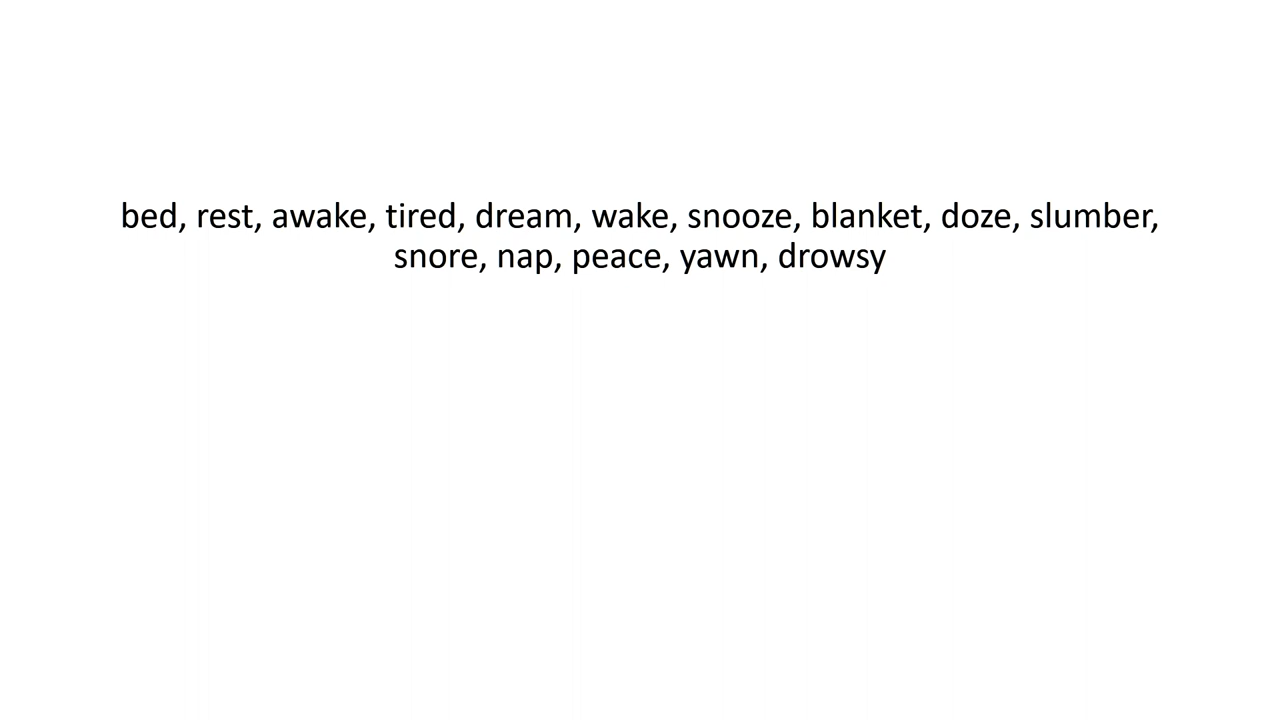 bed, rest, awake, tired, dream, wake, snooze, blanket, doze, slumber,
snore, nap, peace, yawn, drowsy